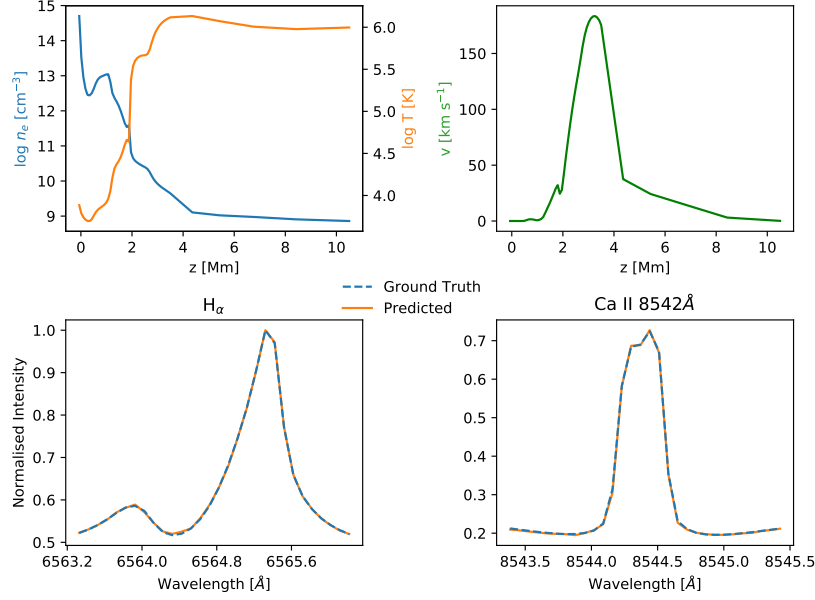 15
14
13
12
11
10
9
log nₑ [cm⁻³]
6.0
5.5
5.0
4.5
4.0
log T [K]
0 2 4 6 8 10
z [Mm]
150
100
50
0
v [km s⁻¹]
0 2 4 6 8 10
z [Mm]
Ground Truth
Predicted
Hα
1.0
0.9
0.8
0.7
0.6
0.5
Normalised Intensity
6563.2 6564.0 6564.8 6565.6
Wavelength [Å]
Ca II 8542Å
0.7
0.6
0.5
0.4
0.3
0.2
8543.5 8544.0 8544.5 8545.0 8545.5
Wavelength [Å]